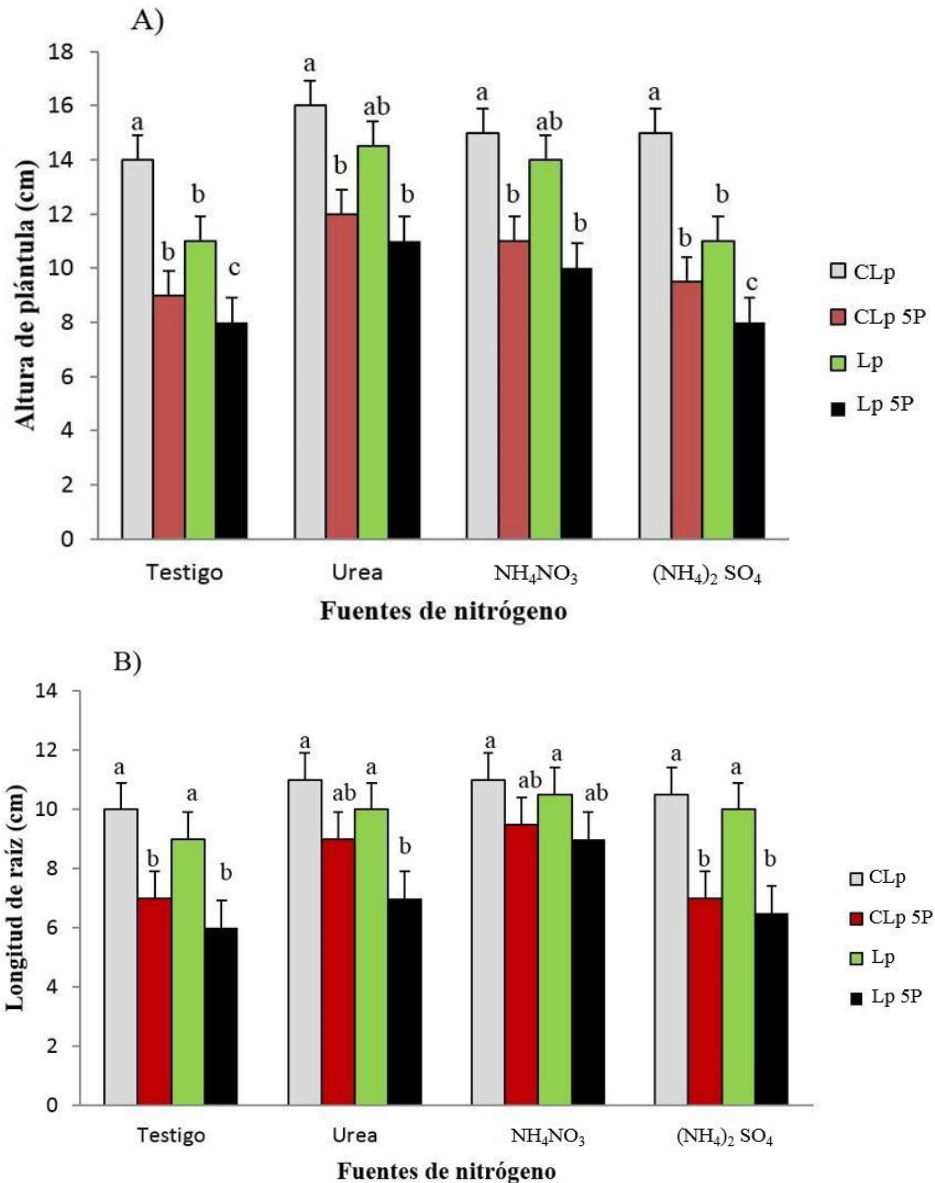 A)
Altura de plántula (cm)
18
16
14
12
10
8
6
4
2
0
a
b
b
c
a
b
ab
b
a
b
ab
b
a
b
b
c
Testigo
Urea
NH₄NO₃
(NH₄)₂ SO₄
Fuentes de nitrógeno
CLp
CLp 5P
Lp
Lp 5P
B)
Longitud de raíz (cm)
14
12
10
8
6
4
2
0
a
b
a
b
a
ab
a
b
a
ab
a
ab
a
b
a
b
Testigo
Urea
NH₄NO₃
(NH₄)₂ SO₄
Fuentes de nitrógeno
CLp
CLp 5P
Lp
Lp 5P